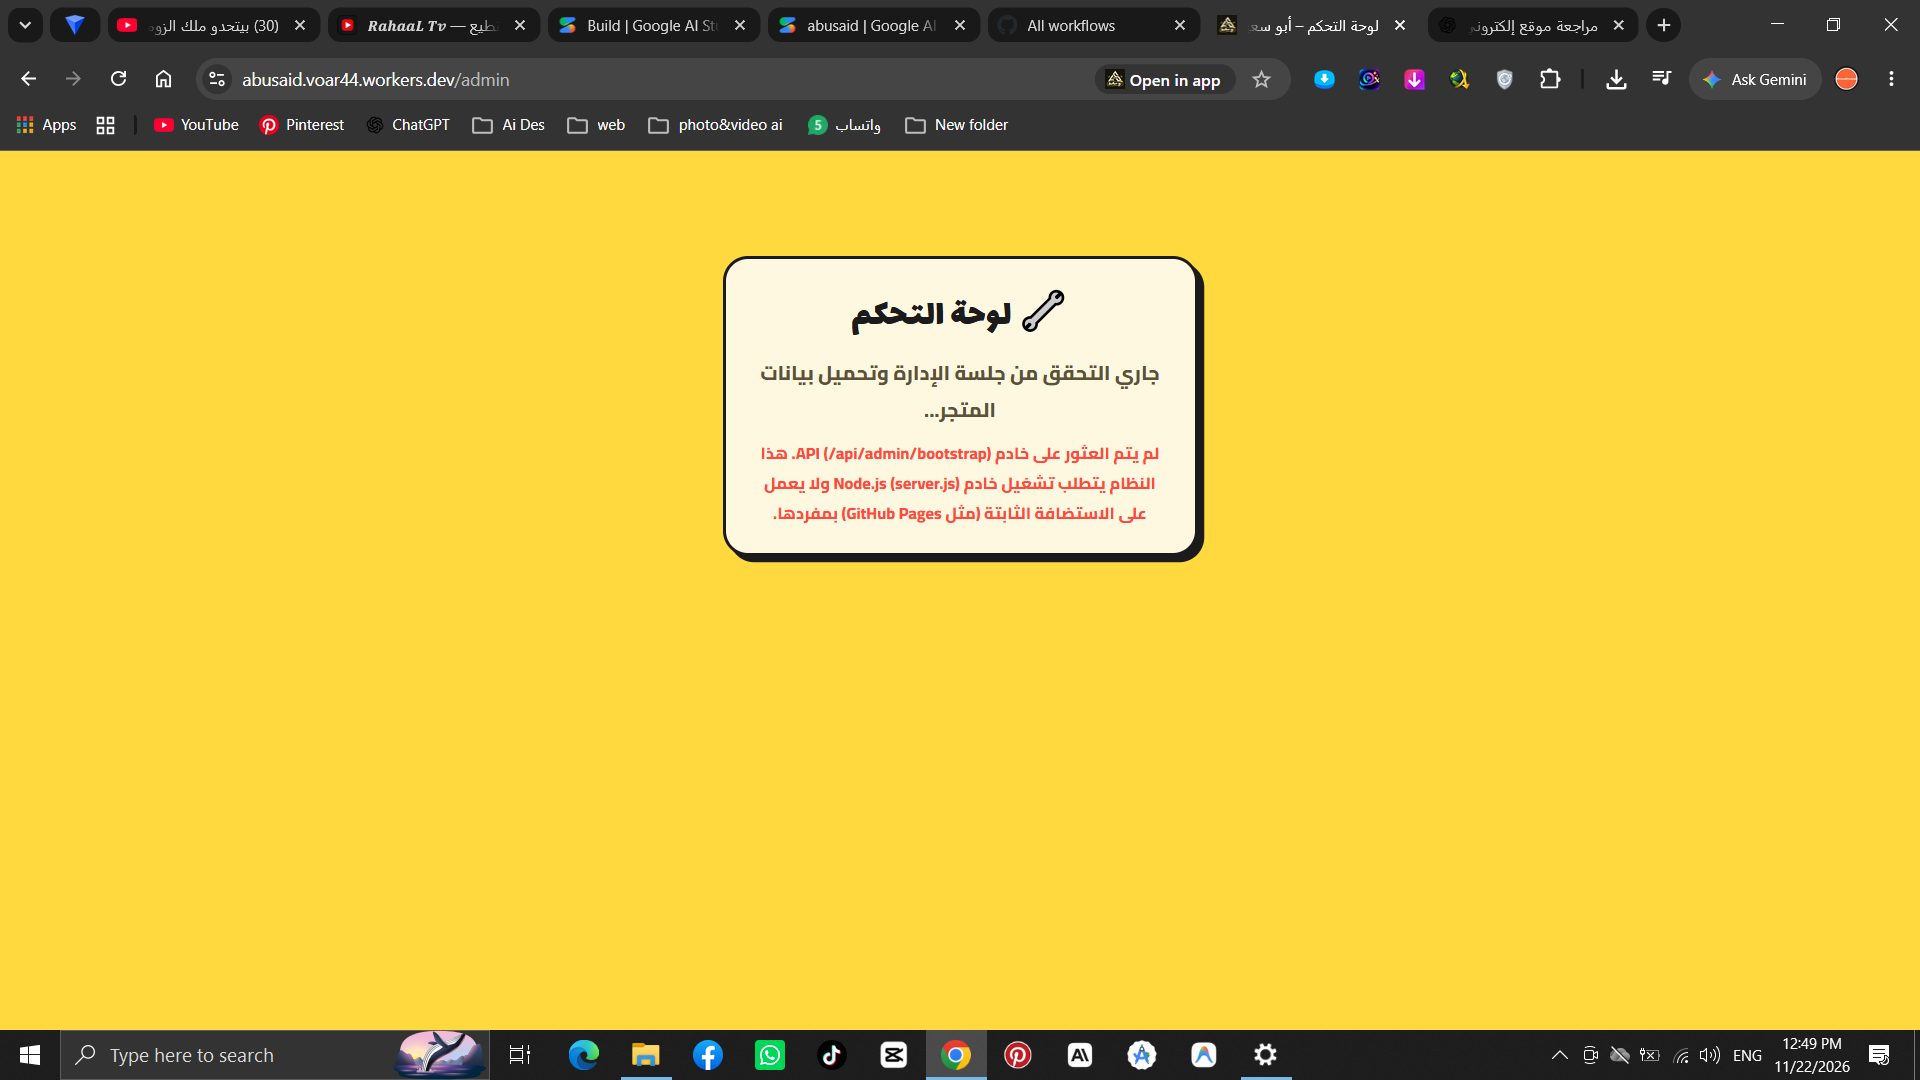 (30) بيتحدو ملك الزو
RahaaL Tv — طيع
Build | Google AI St
abusaid | Google AI
All workflows
لوحة التحكم – أبو سع
مراجعة موقع إلكتروني
abusaid.voar44.workers.dev/admin
Open in app
Ask Gemini
Apps
YouTube
Pinterest
ChatGPT
Ai Des
web
photo&video ai
5
واتساب
New folder
لوحة التحكم
جاري التحقق من جلسة الإدارة وتحميل بيانات
المتجر...
لم يتم العثور على خادم API (/api/admin/bootstrap). هذا
النظام يتطلب تشغيل خادم Node.js (server.js) ولا يعمل
على الاستضافة الثابتة (مثل GitHub Pages) بمفردها.
Type here to search
ENG
12:49 PM
11/22/2026